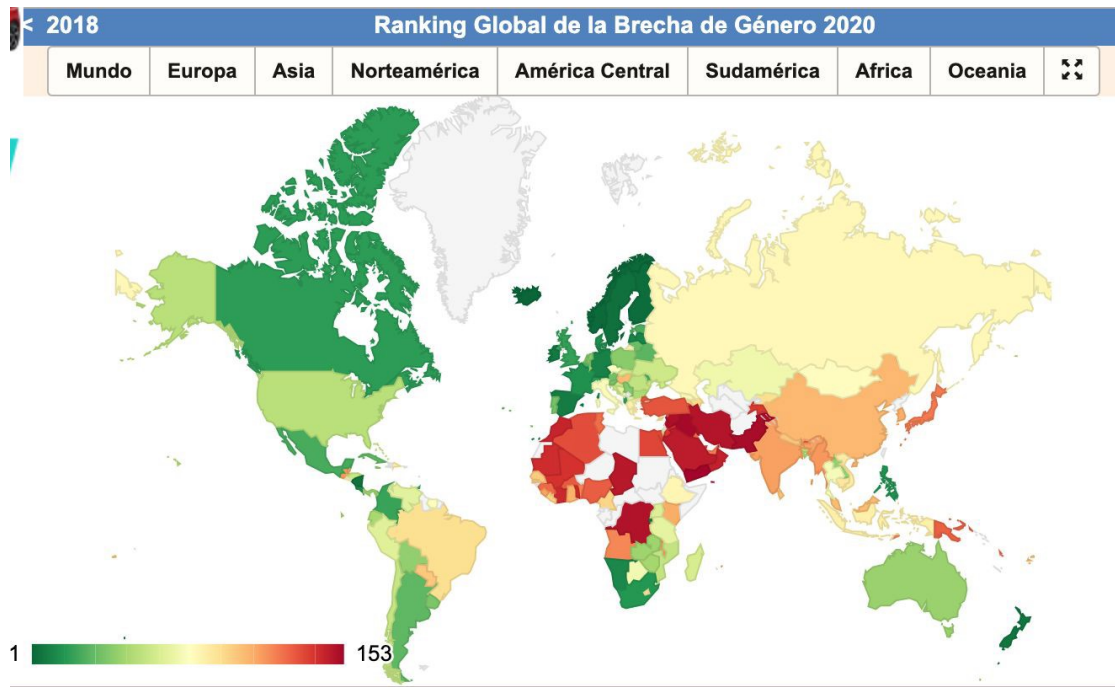 < 2018 Ranking Global de la Brecha de Género 2020
Mundo Europa Asia Norteamérica América Central Sudamérica Africa Oceania
1 153